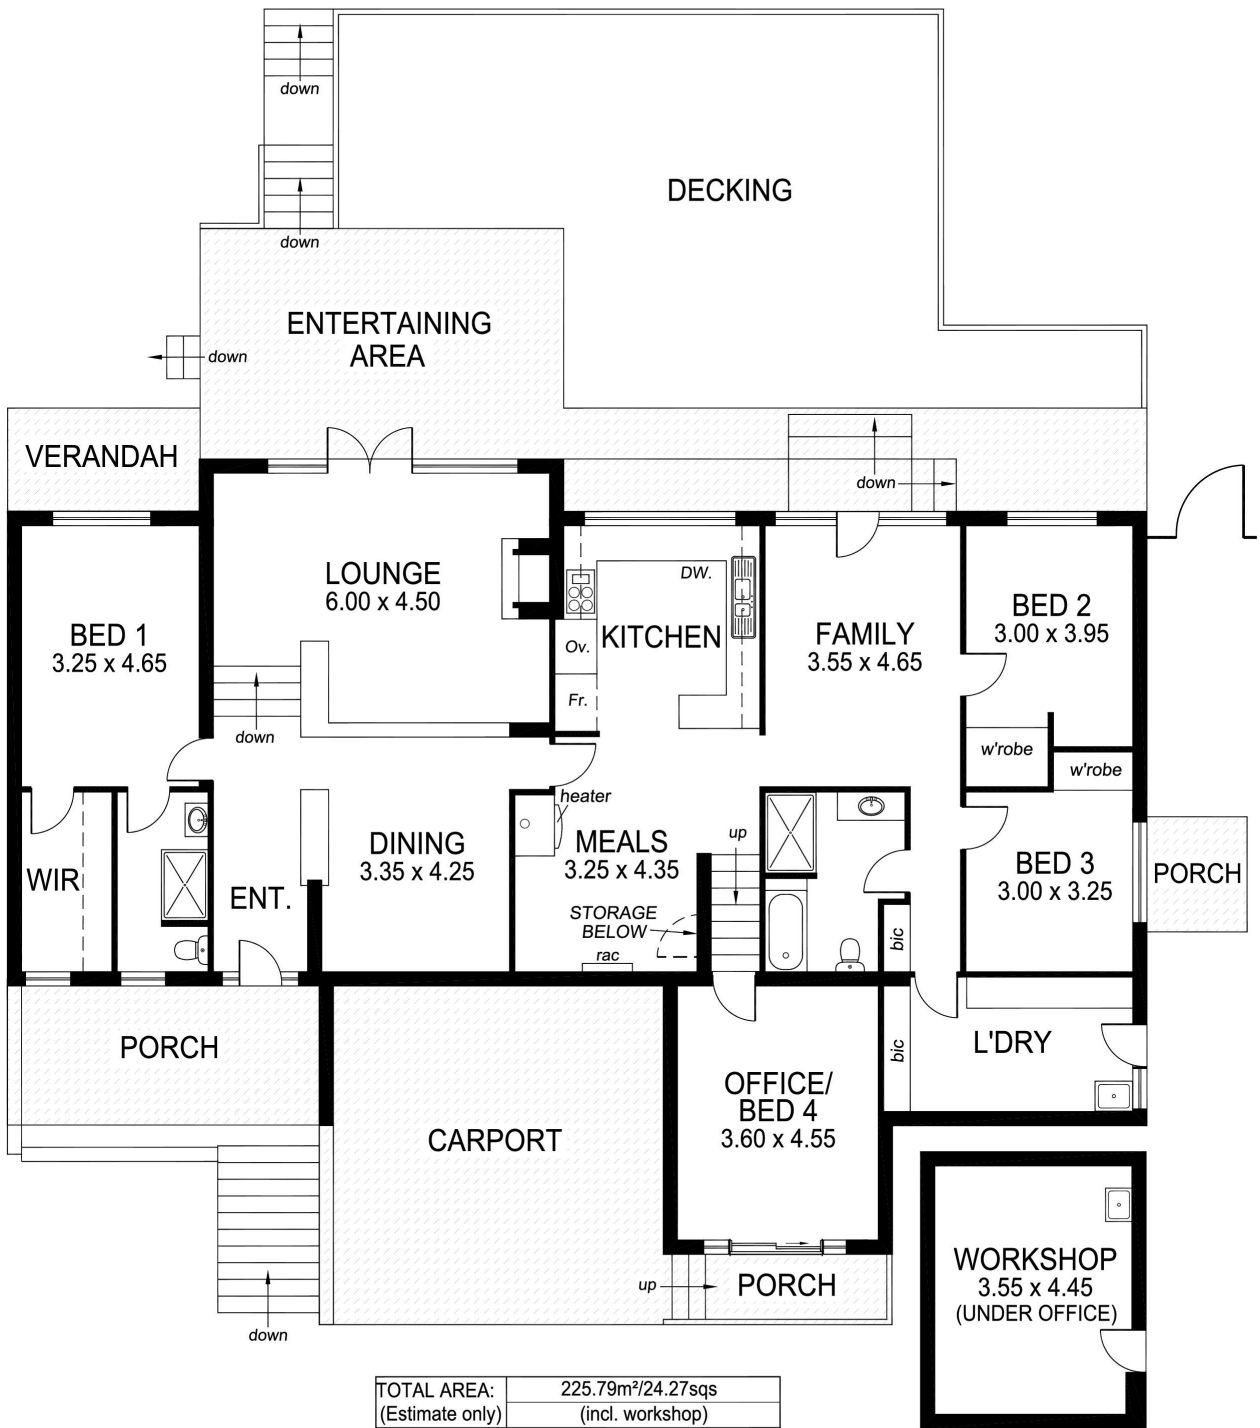 down
DECKING
down
ENTERTAINING
AREA
down
VERANDAH
down
LOUNGE
6.00 x 4.50
DW.
BED 2
3.00 x 3.95
BED 1
3.25 x 4.65
Ov.
KITCHEN
FAMILY
3.55 x 4.65
Fr.
down
w'robe
w'robe
heater
DINING
3.35 x 4.25
MEALS
3.25 x 4.35
up
WIR
ENT.
BED 3
3.00 x 3.25
PORCH
STORAGE
BELOW
rac
bic
PORCH
bic
L'DRY
OFFICE/
BED 4
3.60 x 4.55
CARPORT
WORKSHOP
3.55 x 4.45
(UNDER OFFICE)
up
PORCH
down
TOTAL AREA: 225.79m²/24.27sqs
(Estimate only) (incl. workshop)